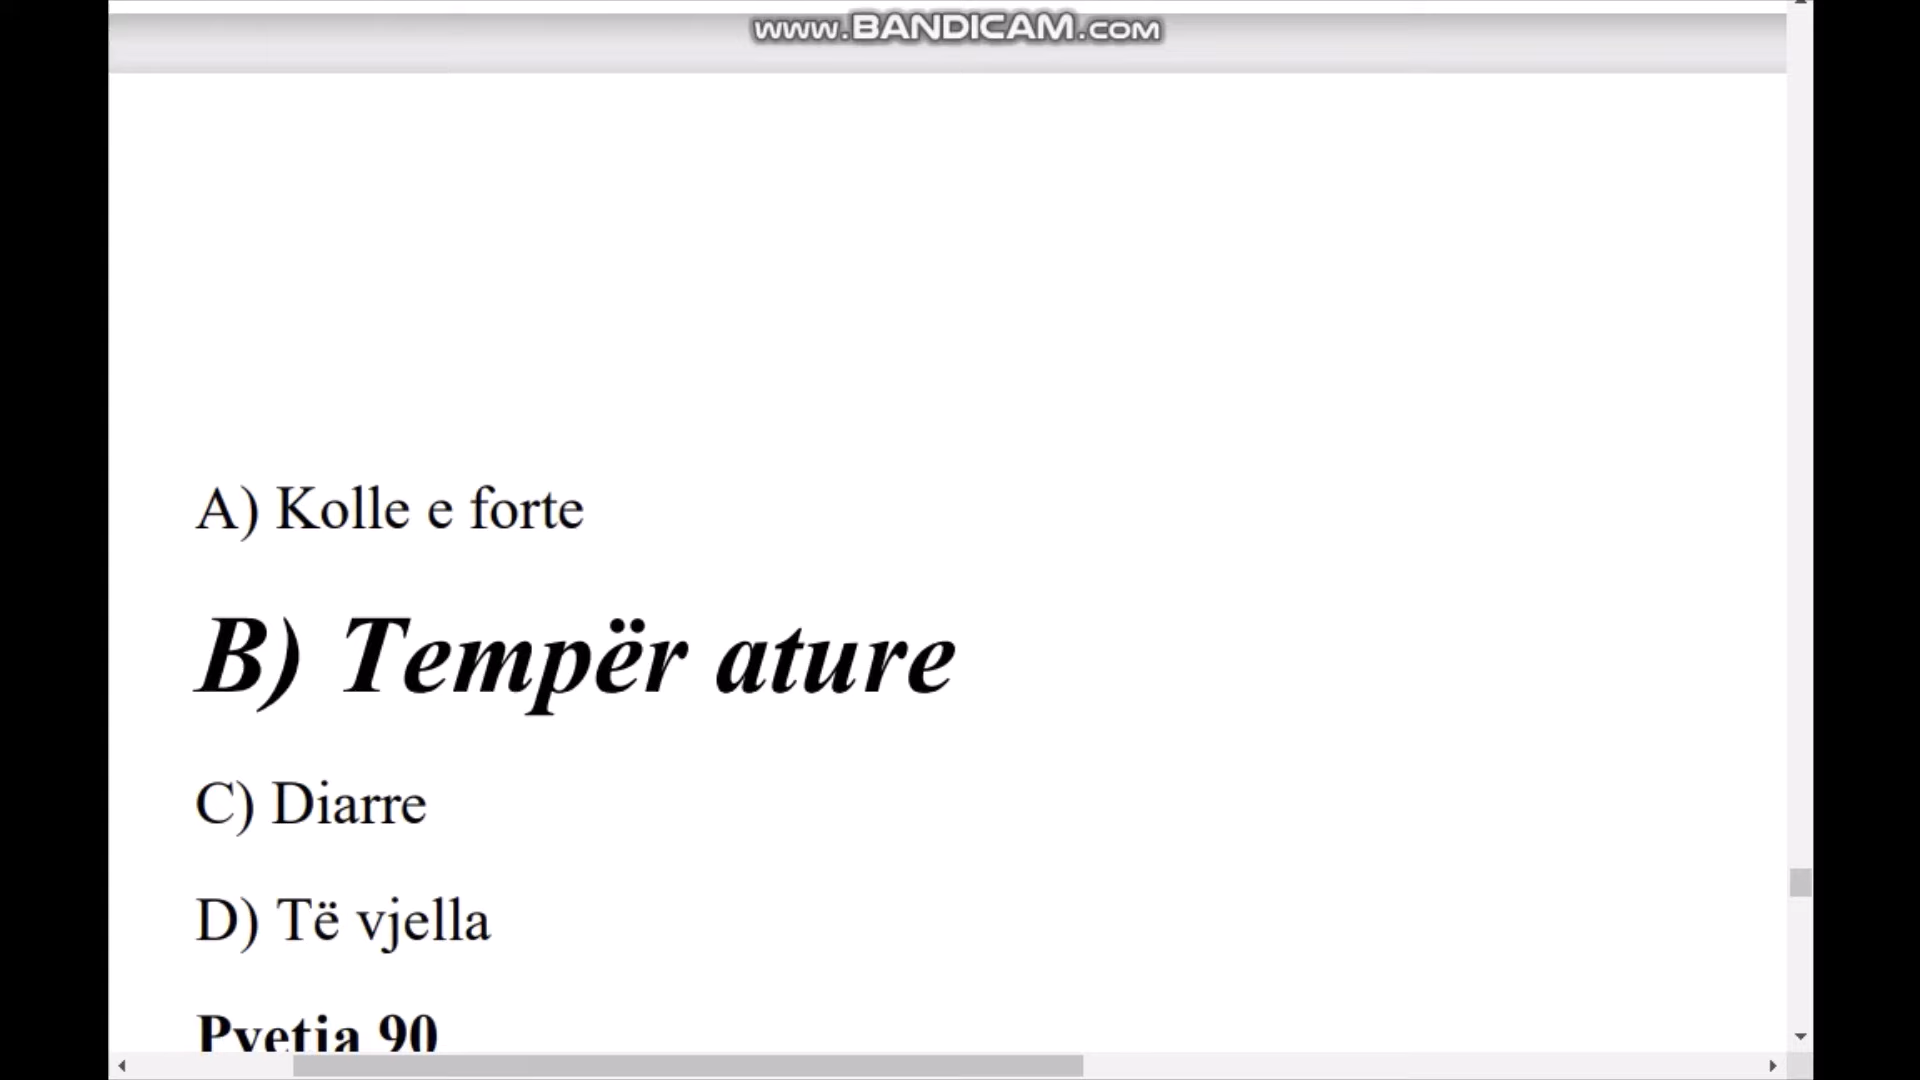 www.BANDICAM.com
A) Kolle e forte
B) Tempër ature
C) Diarre
D) Të vjella
Pyetja 90